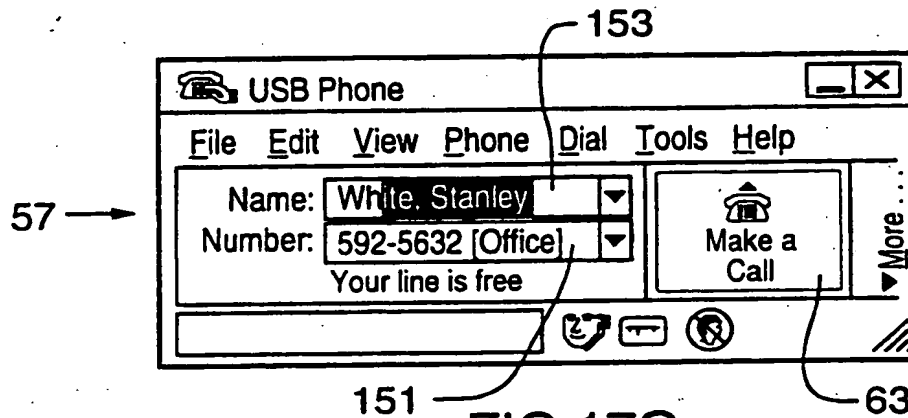 153
USB Phone
File Edit View Phone Dial Tools Help
57
Name: White, Stanley
Number: 592-5632 [Office]
Your line is free
Make a
Call
More...
151
63